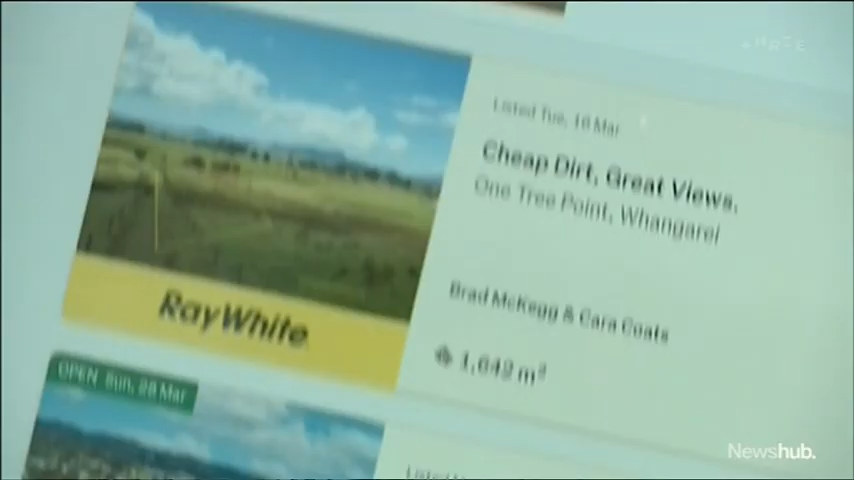 Listed Tue, 16 Mar
Cheap Dirt, Great Views.
One Tree Point, Whangarei
Brad McKegg & Cara Coats
1,642 m²
RayWhite
OPEN Sun, 28 Mar
Listed
Newshub.